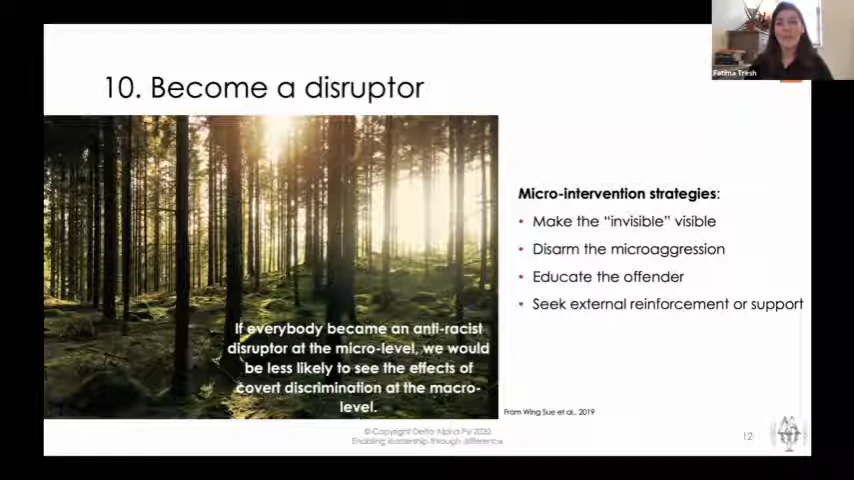 Fatima Tresh
10. Become a disruptor
Micro-intervention strategies:
• Make the “invisible” visible
• Disarm the microaggression
• Educate the offender
• Seek external reinforcement or support
If everybody became an anti-racist
disruptor at the micro-level, we would
be less likely to see the effects of
covert discrimination at the macro-
level.
From Wing Sue et al., 2019
© Copyright Delta Alpha Psi 2020
Enabling leadership through difference
12